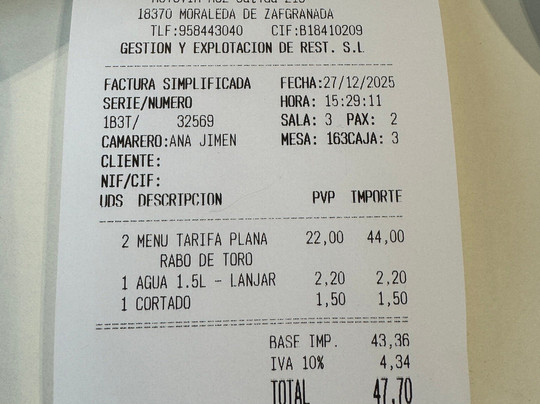 18370 MORALEDA DE ZAFGRANADA
TLF:958443040 CIF:B18410209
GESTION Y EXPLOTACION DE REST. S.L
FACTURA SIMPLIFICADA FECHA:27/12/2025
SERIE/NUMERO HORA: 15:29:11
1B3T/ 32569 SALA: 3 PAX: 2
CAMARERO:ANA JIMEN MESA: 163CAJA: 3
CLIENTE:
NIF/CIF:
UDS DESCRIPCION PVP IMPORTE
2 MENU TARIFA PLANA 22,00 44,00
RABO DE TORO
1 AGUA 1.5L - LANJAR 2,20 2,20
1 CORTADO 1,50 1,50
BASE IMP. 43,36
IVA 10% 4,34
TOTAL 47,70